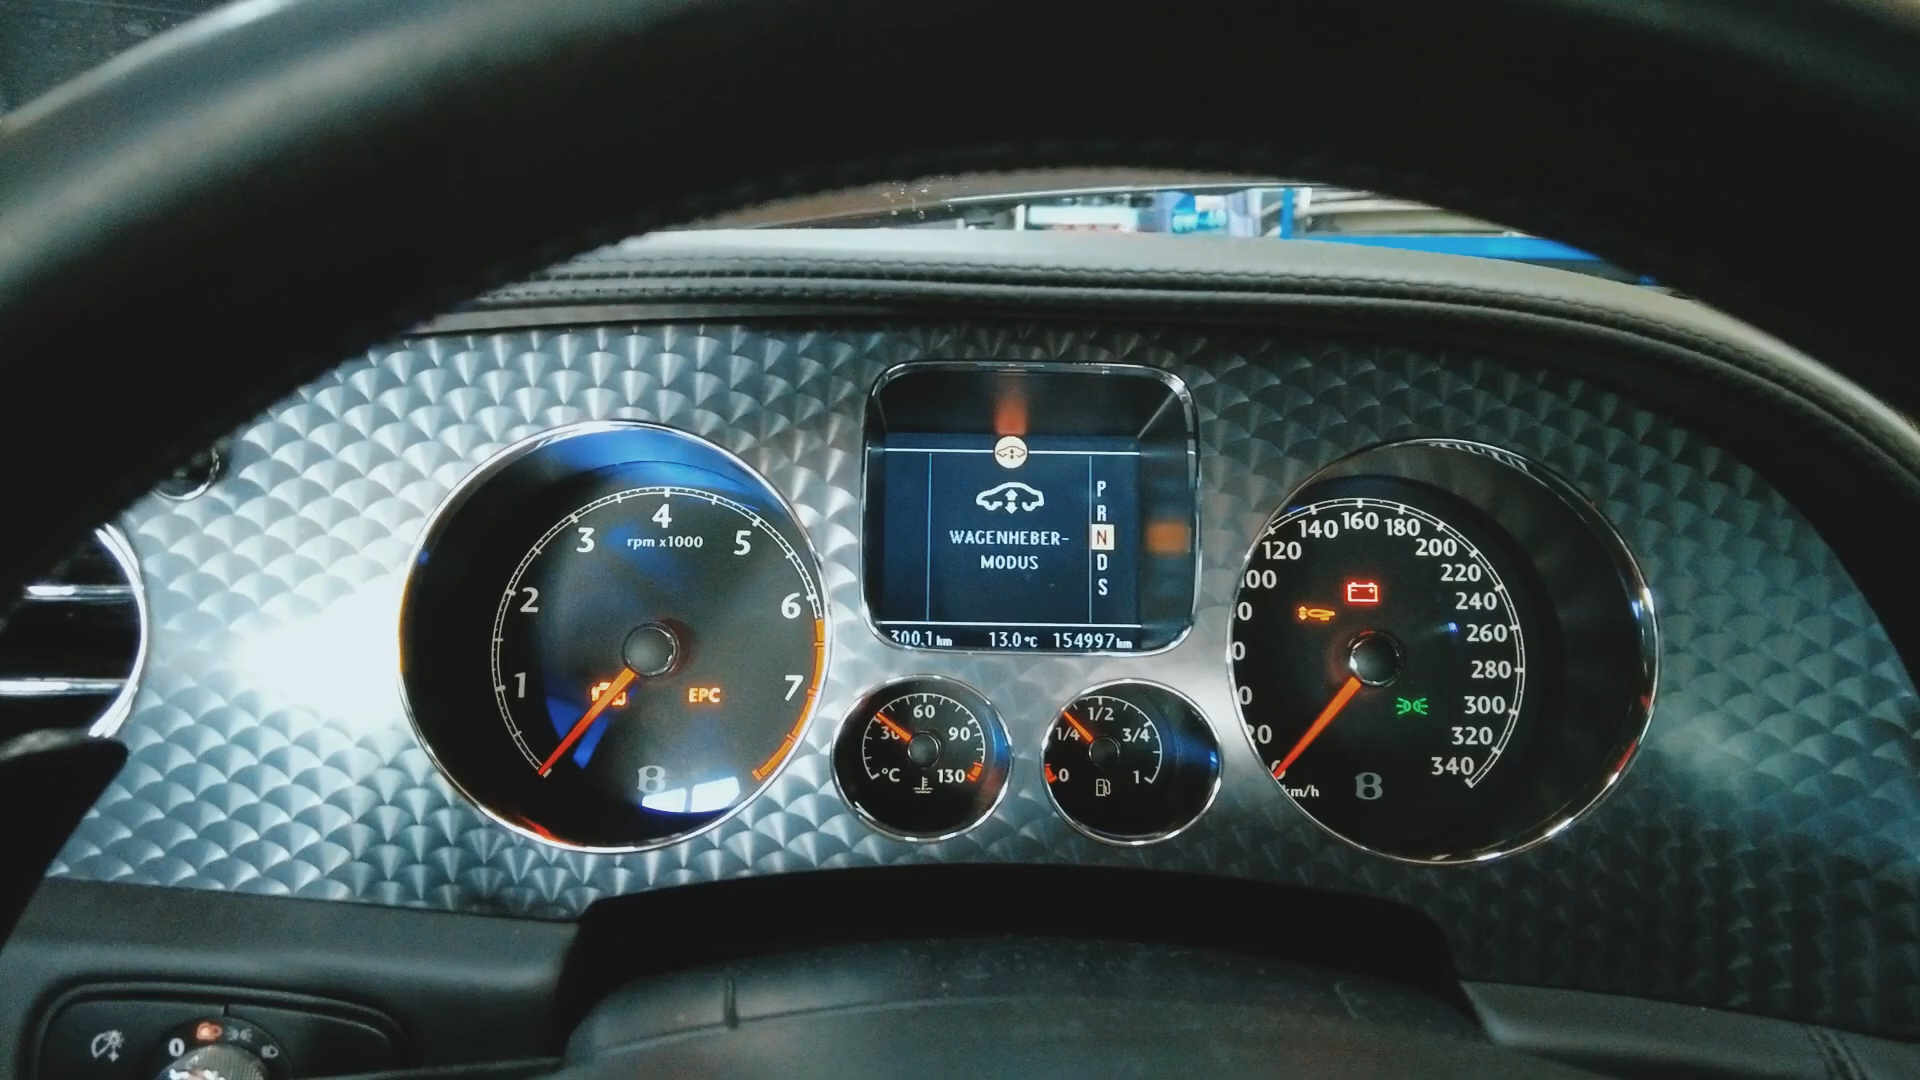 1
2
3
4
5
6
7
rpm x1000
EPC
B
WAGENHEBER-
MODUS
P
R
N
D
S
300.1 km
13.0 °C
154997 km
30
60
90
130
°C
0
1/4
1/2
3/4
1
120
140
160
180
200
220
240
260
280
300
320
340
km/h
B
0